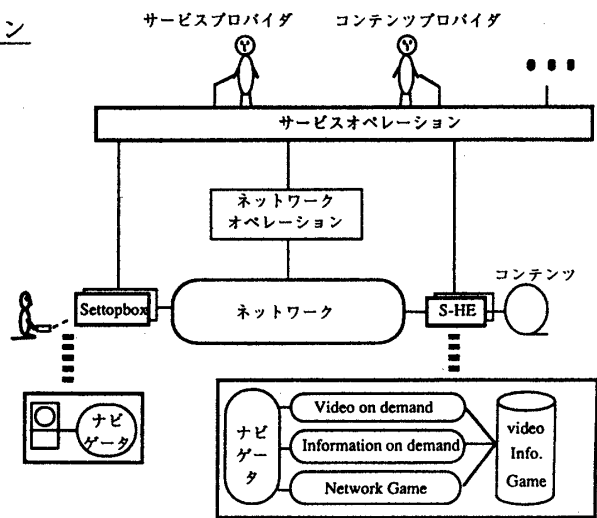 ン
サービスプロバイダ
コンテンツプロバイダ
サービスオペレーション
ネットワーク
オペレーション
コンテンツ
Settopbox
ネットワーク
S-HE
ナビ
ゲータ
ナビ
ゲー
タ
Video on demand
Information on demand
Network Game
video
Info.
Game